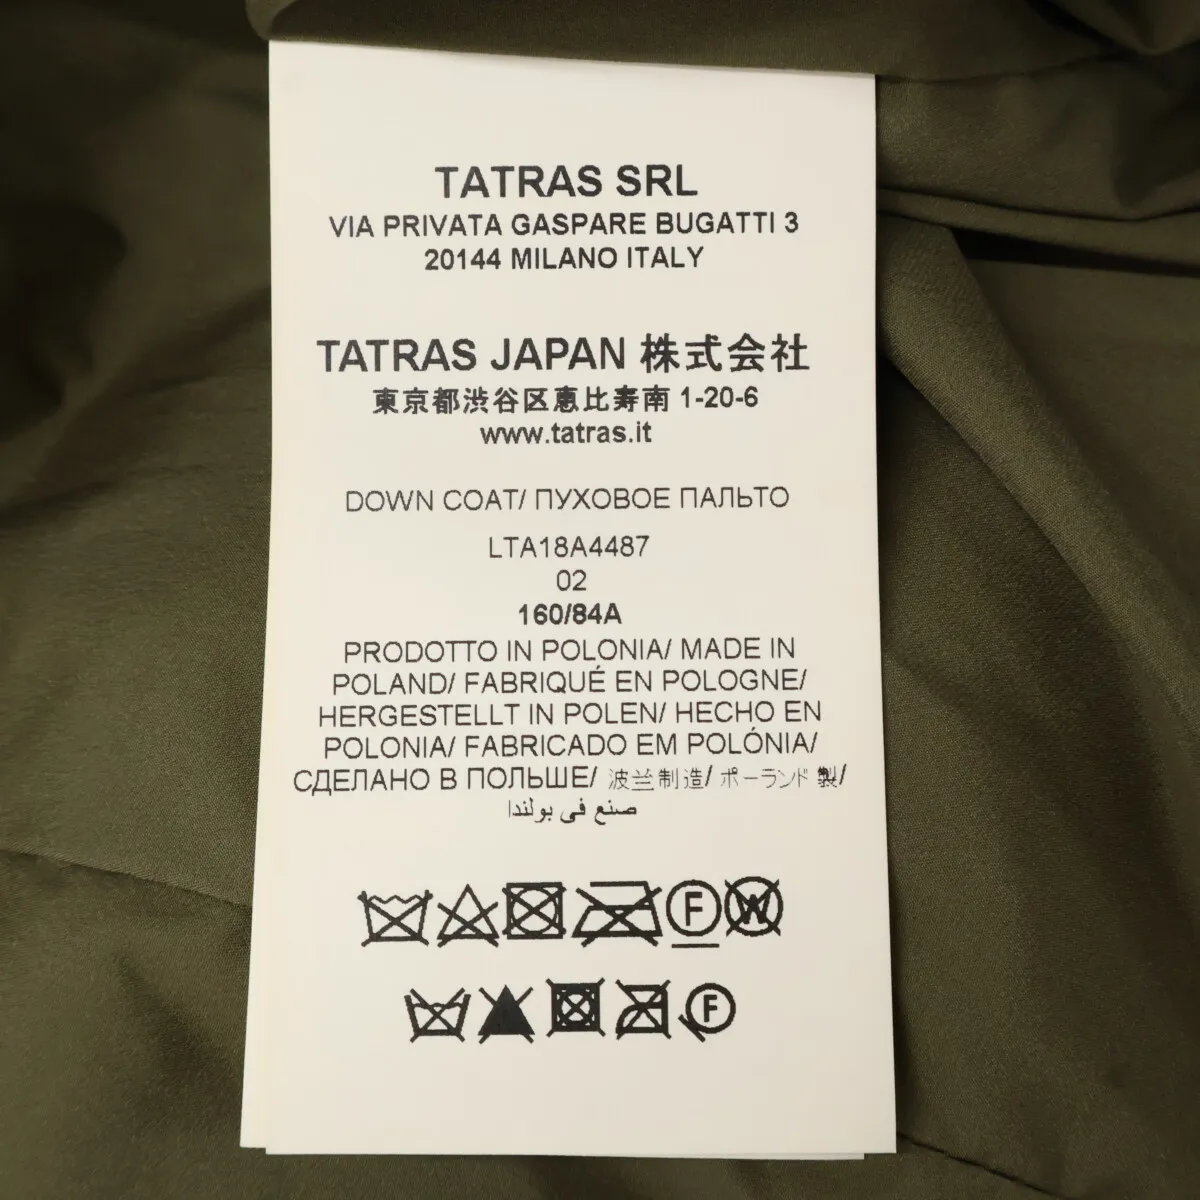 TATRAS SRL
VIA PRIVATA GASPARE BUGATTI 3
20144 MILANO ITALY
TATRAS JAPAN 株式会社
東京都渋谷区恵比寿南 1-20-6
www.tatras.it
DOWN COAT/ ПУХОВОЕ ПАЛЬТО
LTA18A4487
02
160/84A
PRODOTTO IN POLONIA/ MADE IN
POLAND/ FABRIQUÉ EN POLOGNE/
HERGESTELLT IN POLEN/ HECHO EN
POLONIA/ FABRICADO EM POLÓNIA/
СДЕЛАНО В ПОЛЬШЕ/ 波兰制造/ ポーランド製/
صنع في بولندا
F W
F